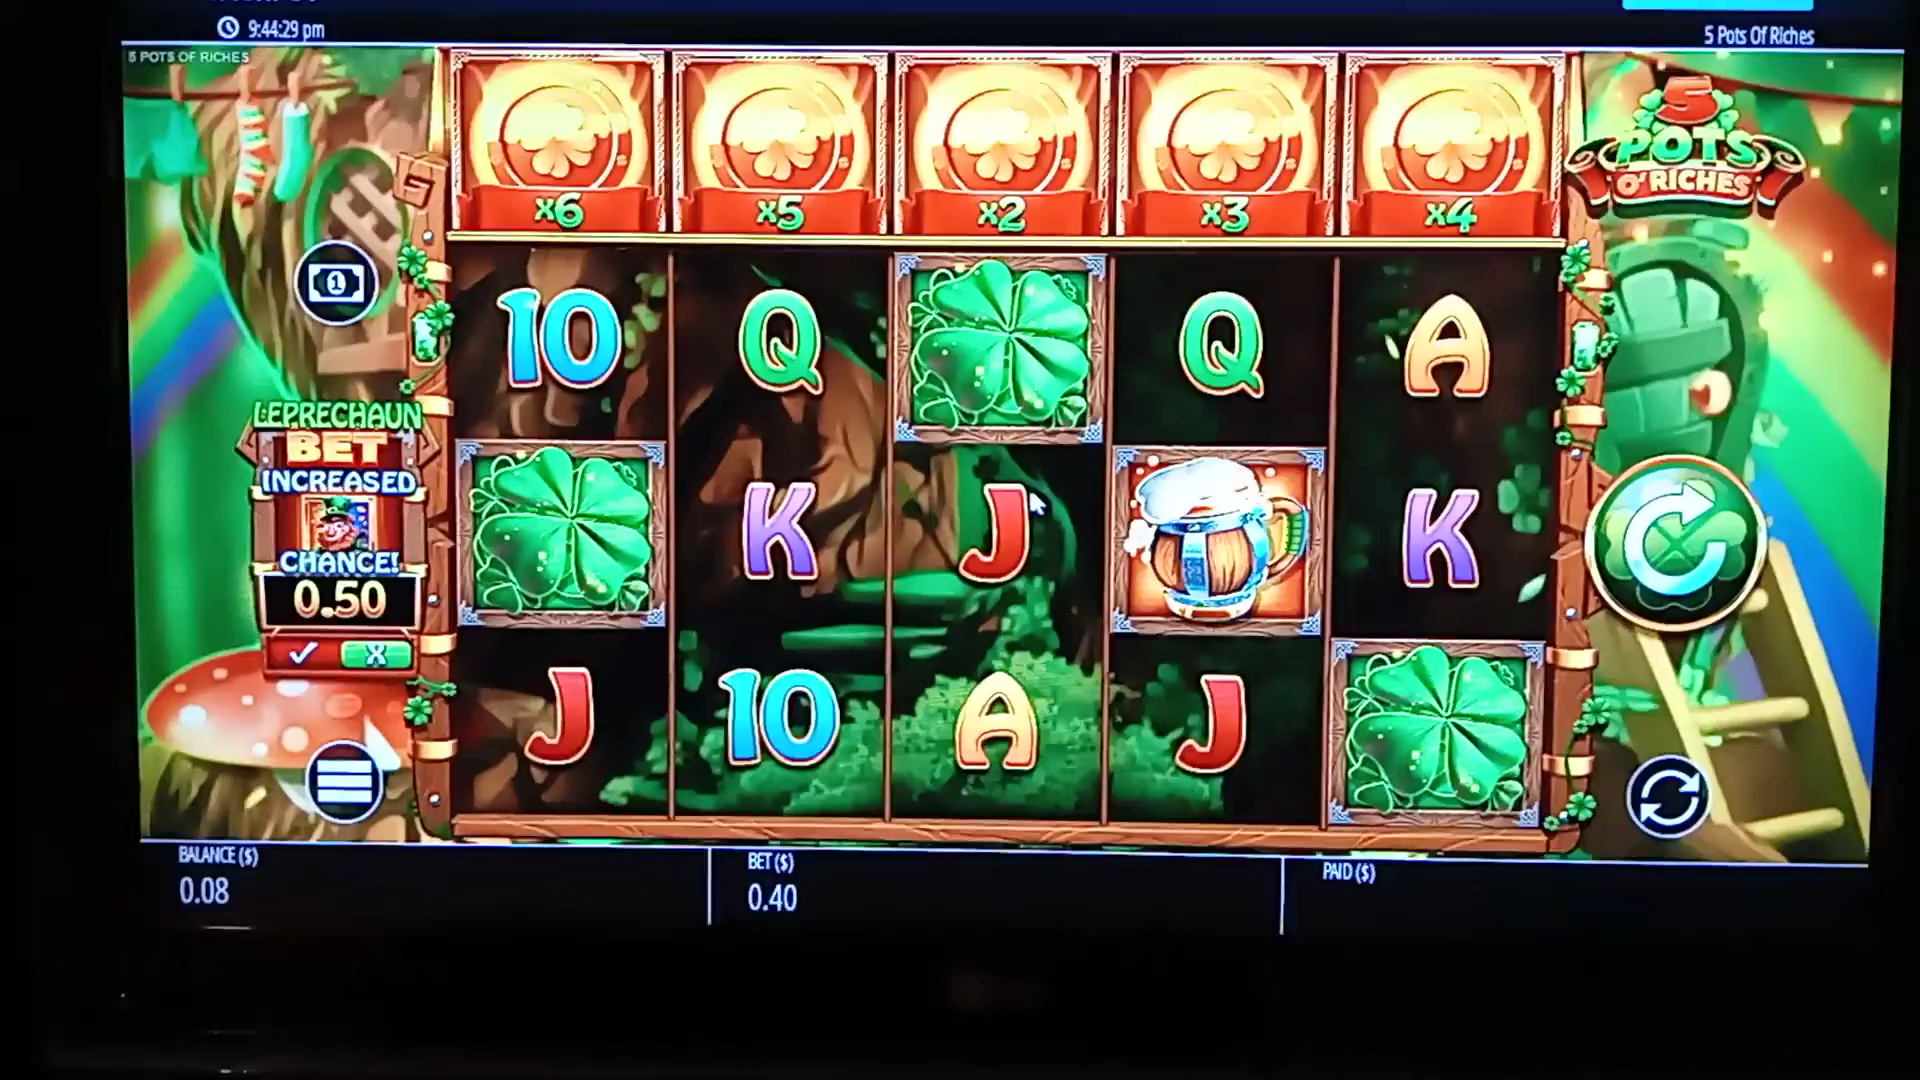 9:44:29 pm
5 Pots Of Riches
5 POTS OF RICHES
x6
x5
x2
x3
x4
5
POTS
O'RICHES
10
Q
Q
A
LEPRECHAUN
BET
INCREASED
CHANCE!
0.50
K
J
K
J
10
A
J
BALANCE ($)
0.08
BET ($)
0.40
PAID ($)